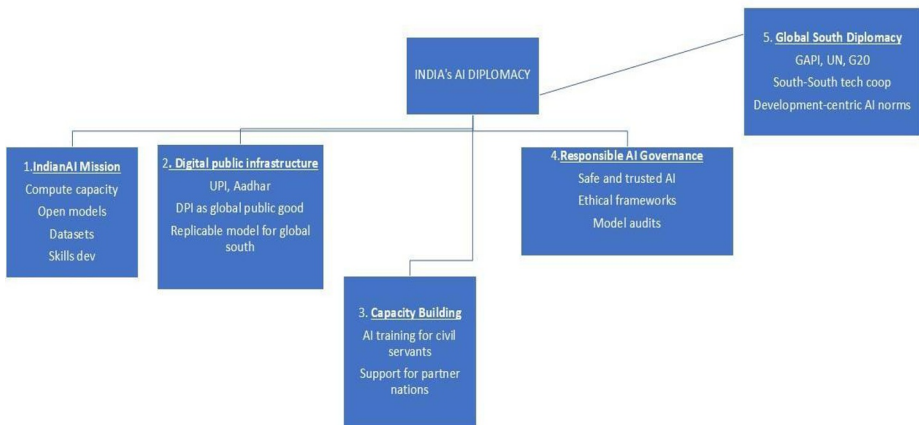 INDIA's AI DIPLOMACY
1.IndianAI Mission
Compute capacity
Open models
Datasets
Skills dev
2. Digital public infrastructure
UPI, Aadhar
DPI as global public good
Replicable model for global
south
3. Capacity Building
AI training for civil
servants
Support for partner
nations
4.Responsible AI Governance
Safe and trusted AI
Ethical frameworks
Model audits
5. Global South Diplomacy
GAPI, UN, G20
South-South tech coop
Development-centric AI norms